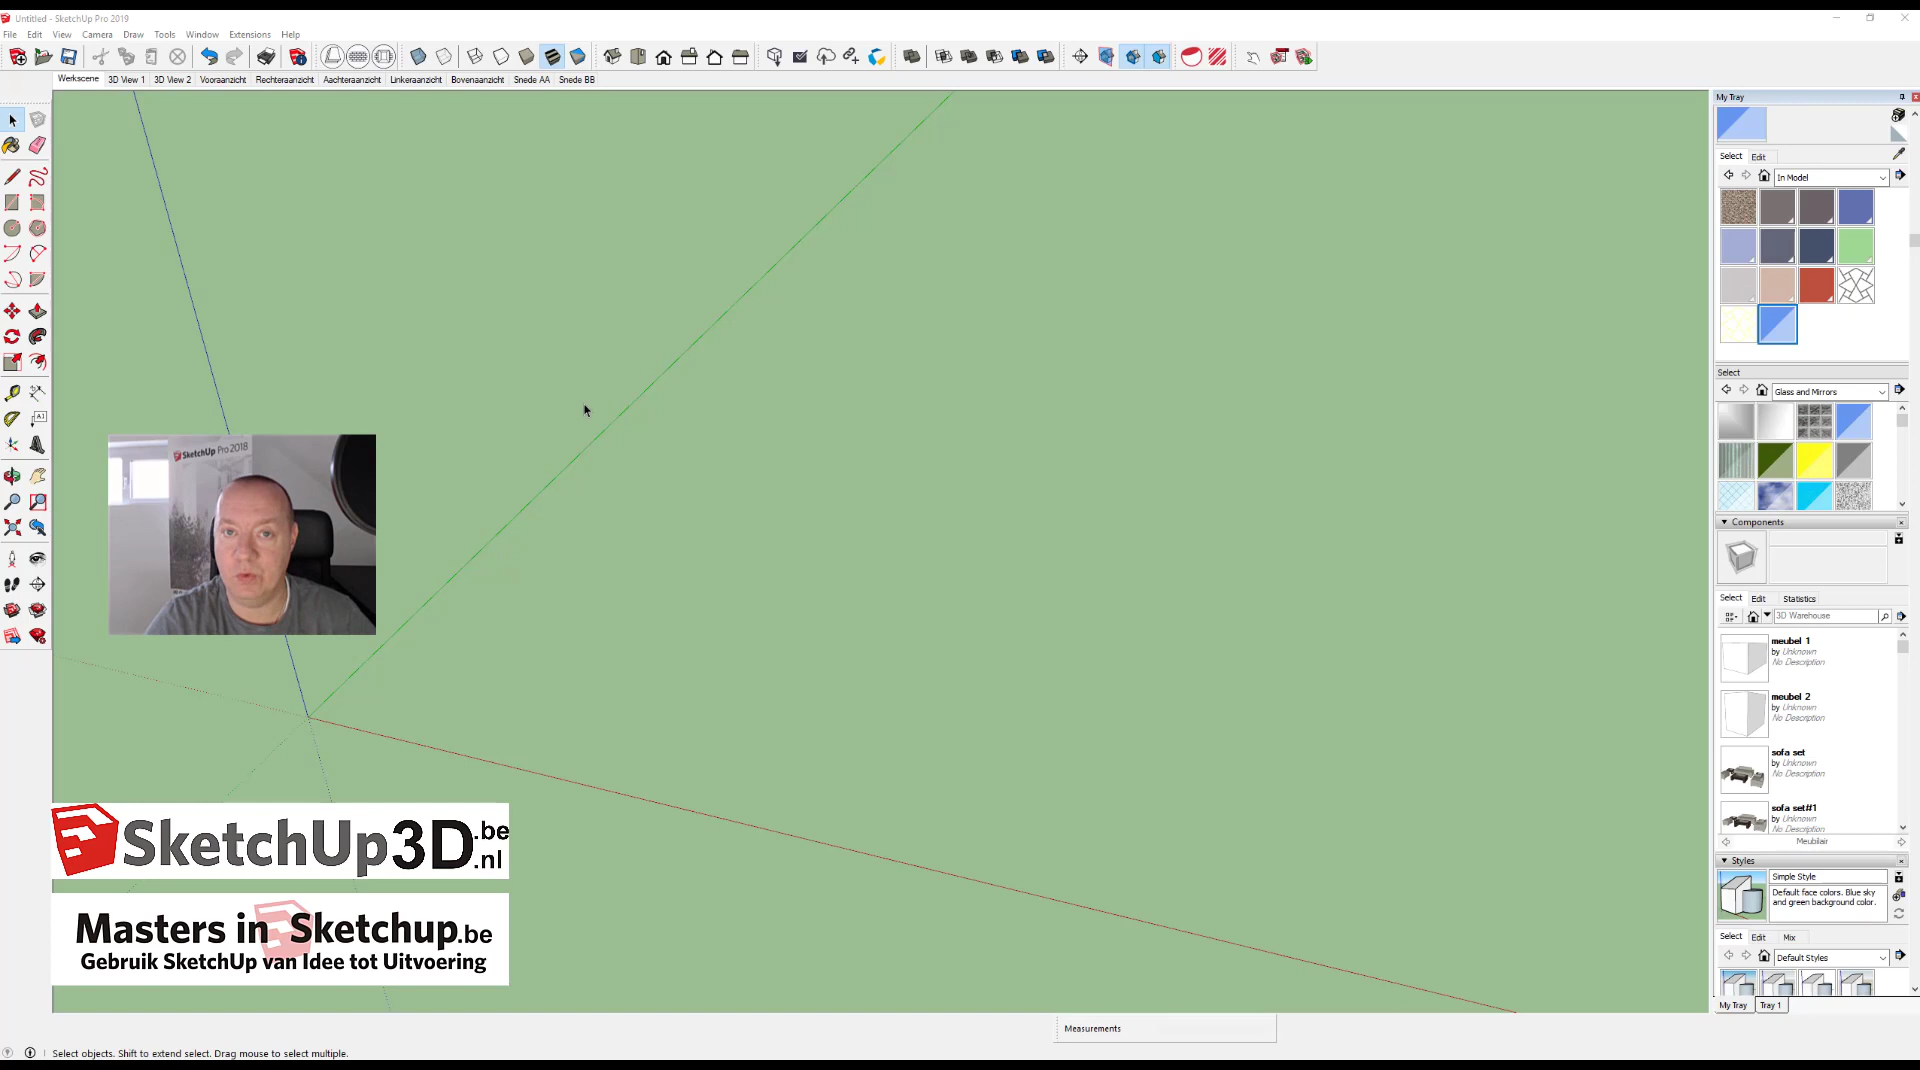 Untitled - SketchUp Pro 2019
File Edit View Camera Draw Tools Window Extensions Help
Werkscene 3D View 1 3D View 2 Vooraanzicht Rechteraanzicht Aachteraanzicht Linkeraanzicht Bovenaanzicht Snede AA Snede BB
My Tray
Select Edit
In Model
Select
Glass and Mirrors
Components
Select Edit Statistics
3D Warehouse
meubel 1
by Unknown
No Description
meubel 2
by Unknown
No Description
sofa set
by Unknown
No Description
sofa set#1
by Unknown
No Description
Meubilair
Styles
Simple Style
Default face colors. Blue sky
and green background color.
Select Edit Mix
Default Styles
My Tray Tray 1
SketchUp Pro 2018
SketchUp3D.be
.nl
Masters in Sketchup.be
Gebruik SketchUp van Idee tot Uitvoering
Measurements
Select objects. Shift to extend select. Drag mouse to select multiple.